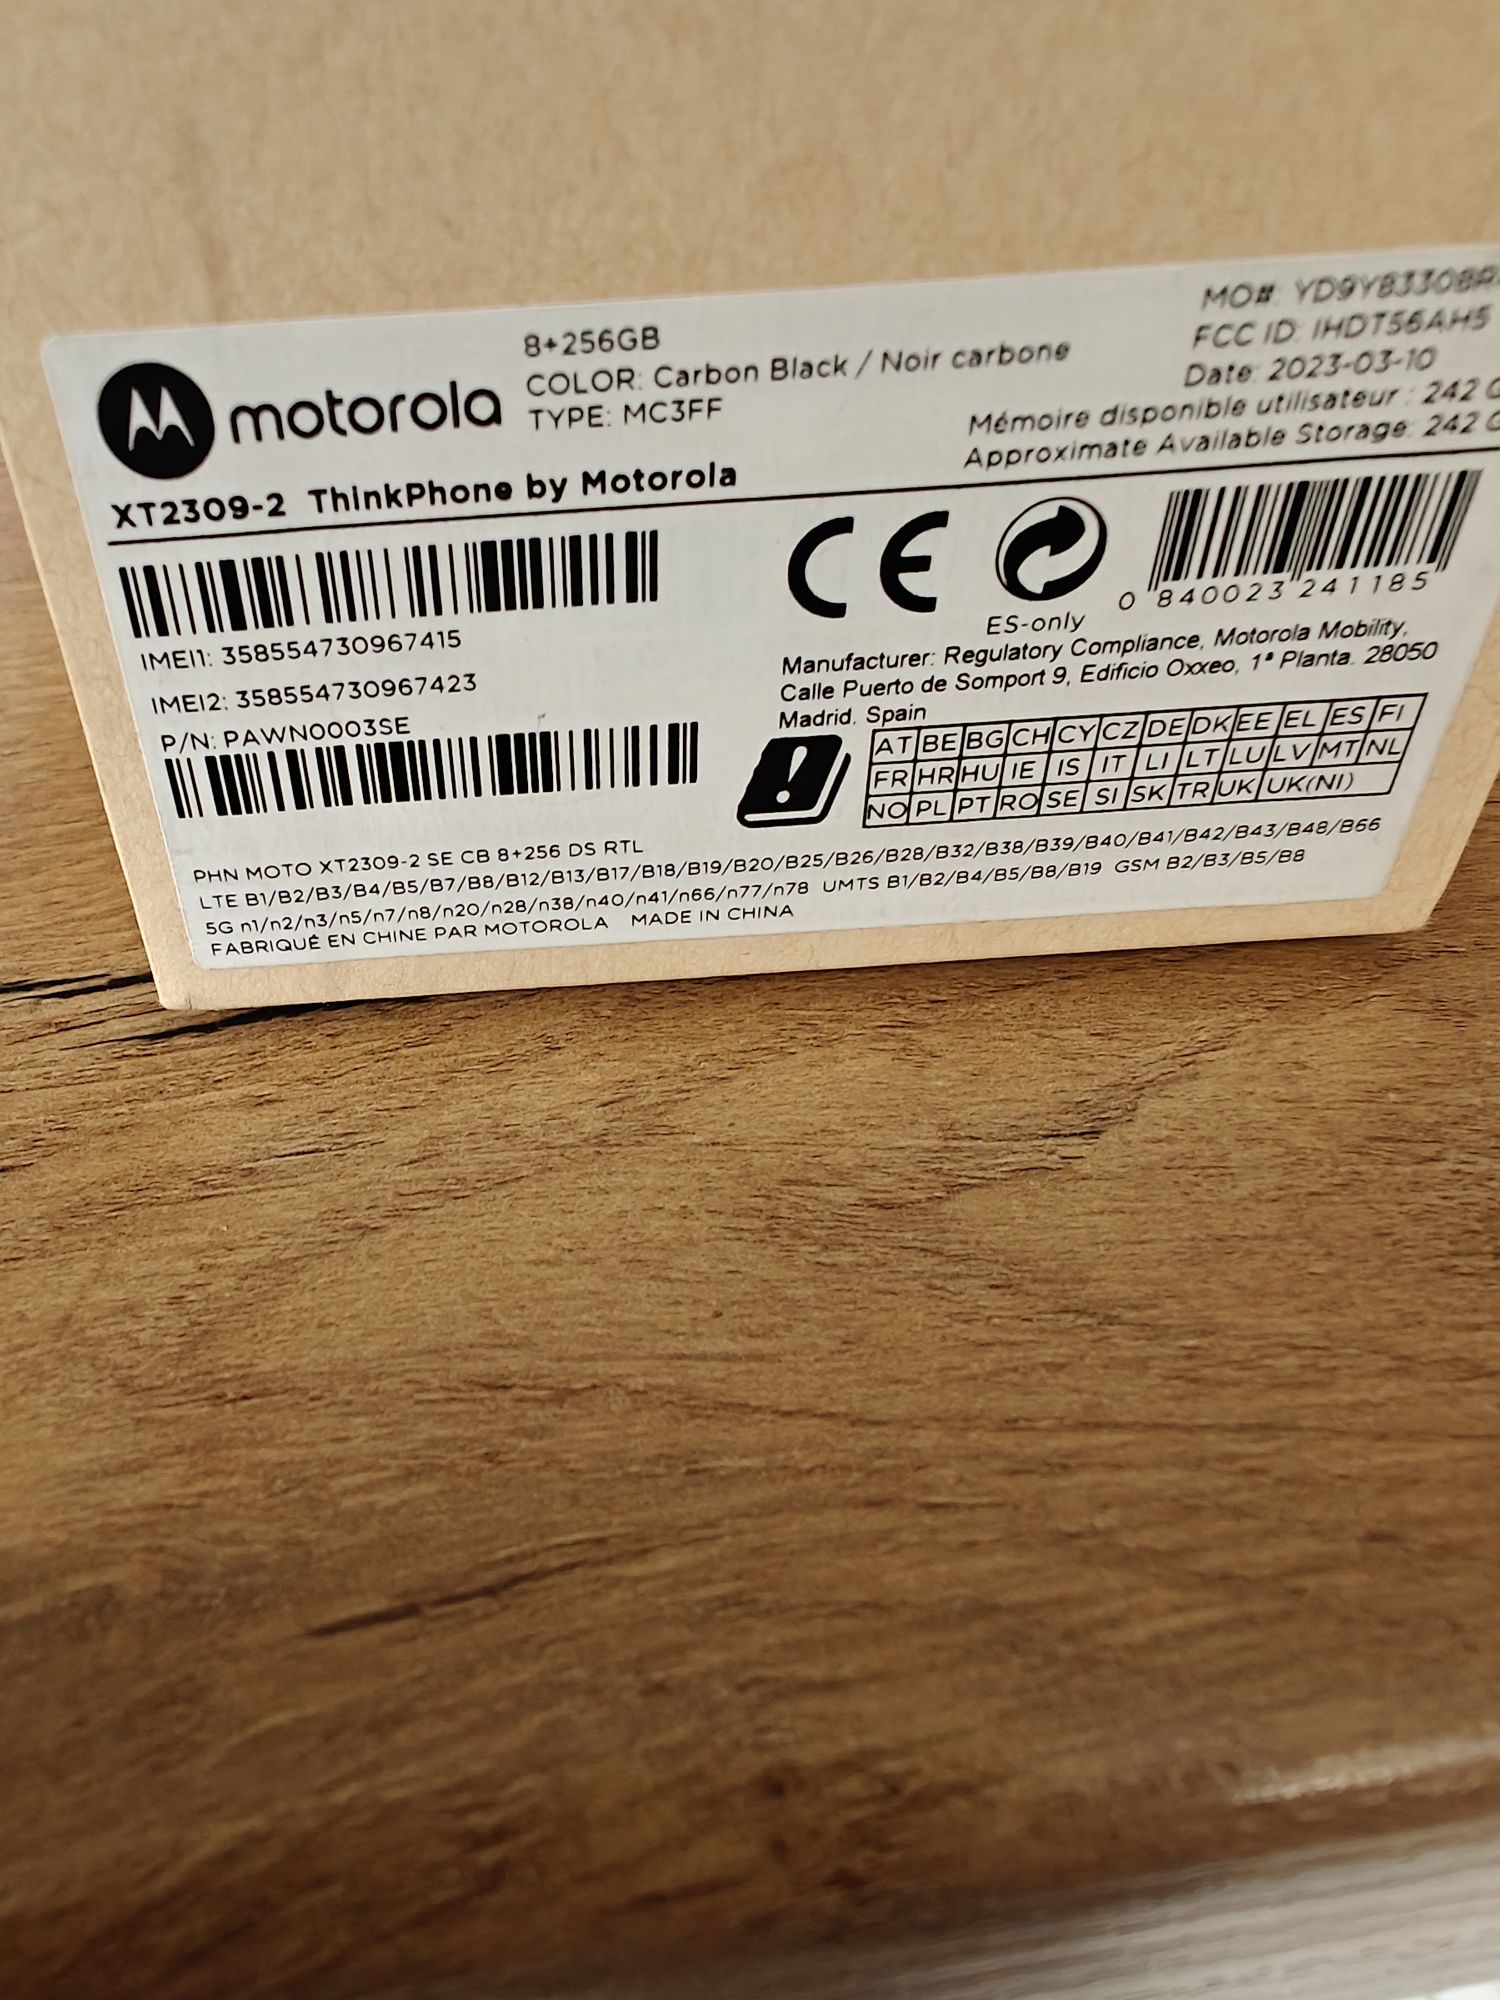 motorola
8+256GB
COLOR: Carbon Black / Noir carbone
TYPE: MC3FF
MO#: YD9Y83308R
FCC ID: IHDT56AH5
Date: 2023-03-10
Mémoire disponible utilisateur : 242 G
Approximate Available Storage: 242 G
XT2309-2 ThinkPhone by Motorola
IMEI1: 358554730967415
IMEI2: 358554730967423
P/N: PAWN0003SE
CE
ES-only
0 840023 241185
Manufacturer: Regulatory Compliance, Motorola Mobility,
Calle Puerto de Somport 9, Edificio Oxxeo, 1ª Planta. 28050
Madrid. Spain
AT BE BG CH CY CZ DE DK EE EL ES FI
FR HR HU IE IS IT LI LT LU LV MT NL
NO PL PT RO SE SI SK TR UK UK(NI)
PHN MOTO XT2309-2 SE CB 8+256 DS RTL
LTE B1/B2/B3/B4/B5/B7/B8/B12/B13/B17/B18/B19/B20/B25/B26/B28/B32/B38/B39/B40/B41/B42/B43/B48/B66
5G n1/n2/n3/n5/n7/n8/n20/n28/n38/n40/n41/n66/n77/n78 UMTS B1/B2/B4/B5/B8/B19 GSM B2/B3/B5/B8
FABRIQUÉ EN CHINE PAR MOTOROLA MADE IN CHINA